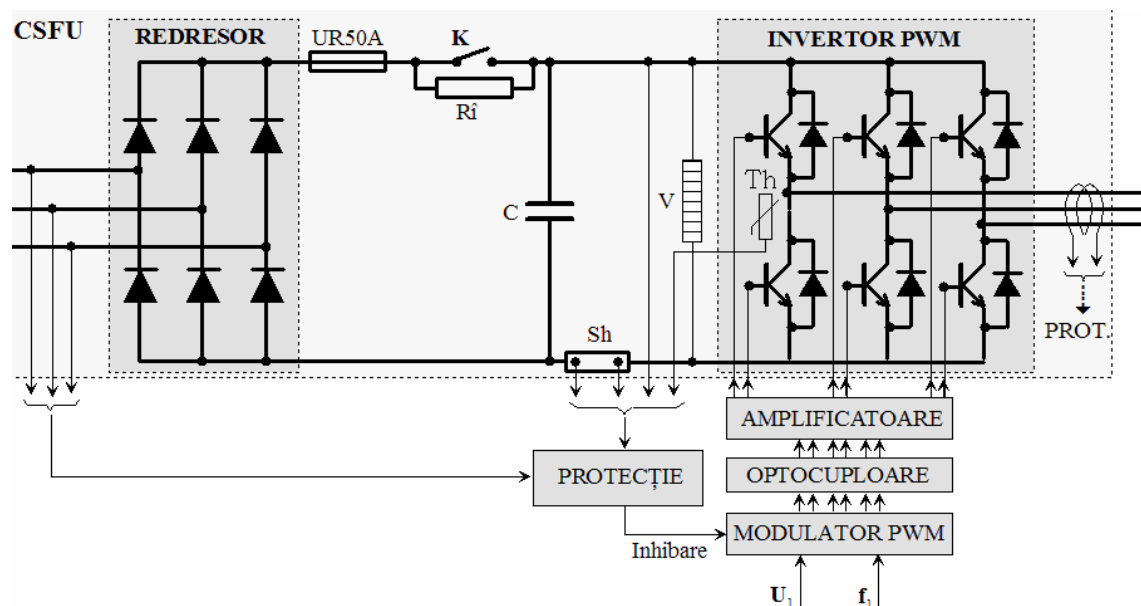 CSFU
REDRESOR
UR50A
K
Rî
INVERTOR PWM
Th
V
C
Sh
PROT.
AMPLIFICATOARE
OPTOCUPLOARE
PROTECȚIE
MODULATOR PWM
Inhibare
U₁
f₁